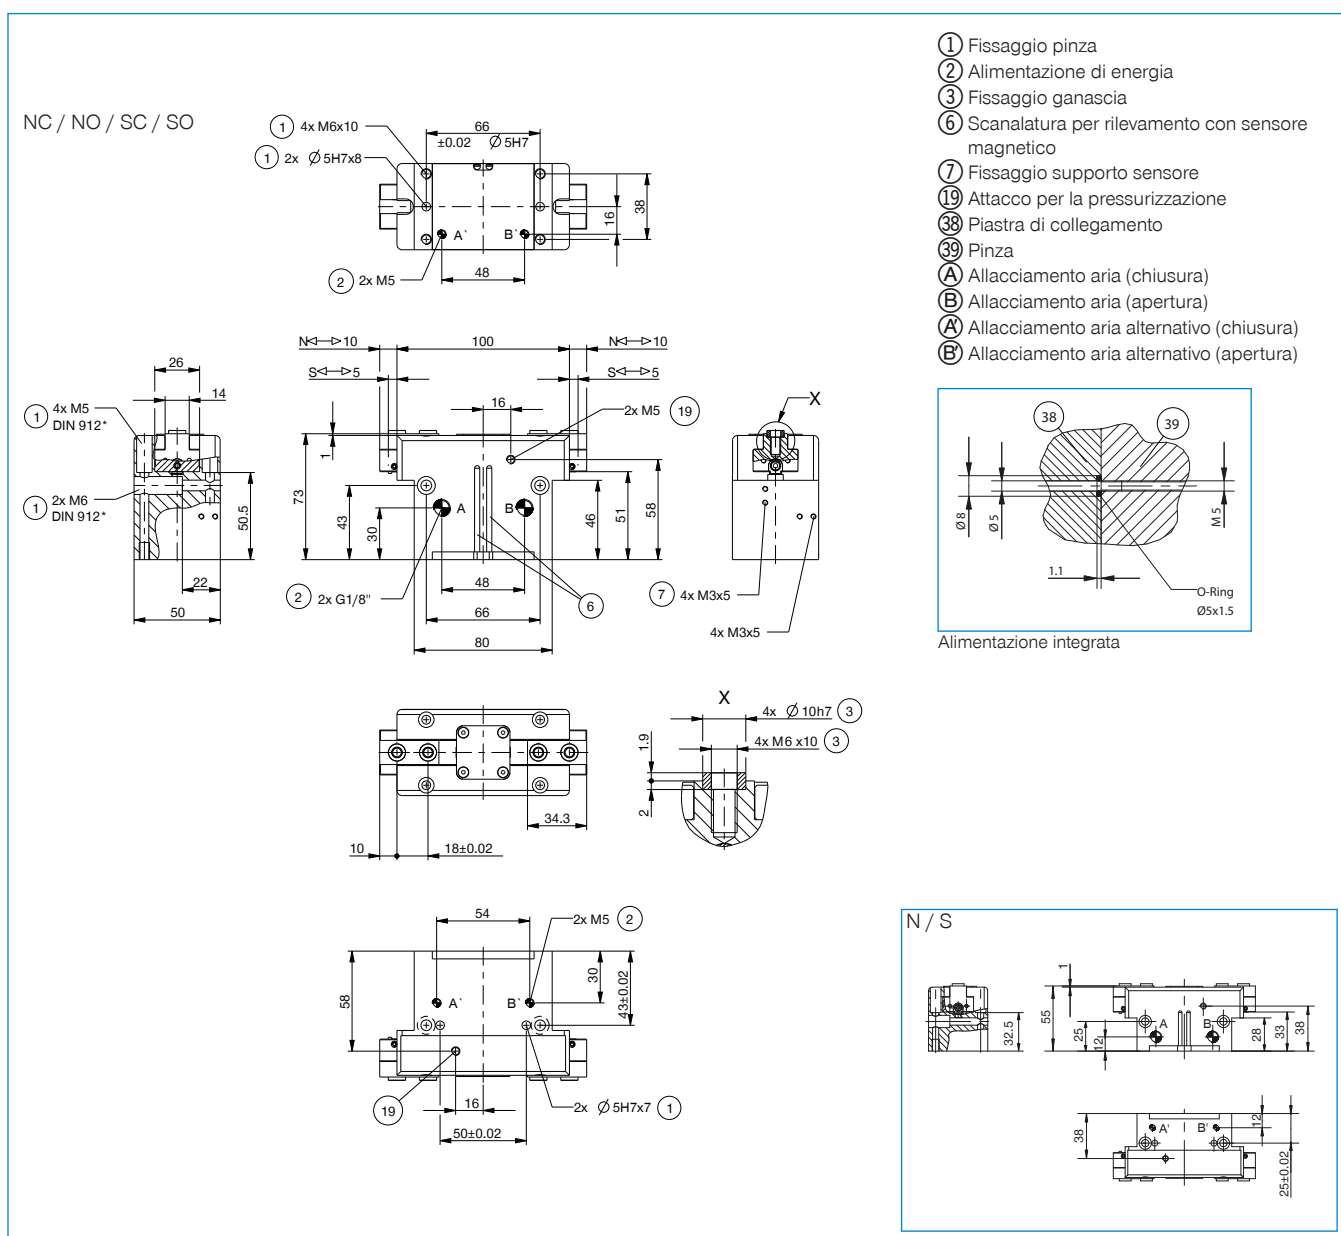 NC / NO / SC / SO
1 Fissaggio pinza
2 Alimentazione di energia
3 Fissaggio ganascia
6 Scanalatura per rilevamento con sensore
magnetico
7 Fissaggio supporto sensore
19 Attacco per la pressurizzazione
38 Piastra di collegamento
39 Pinza
A Allacciamento aria (chiusura)
B Allacciamento aria (apertura)
A' Allacciamento aria alternativo (chiusura)
B' Allacciamento aria alternativo (apertura)
1 4x M6x10
66
±0.02 Ø 5H7
1 2x Ø 5H7x8
16
38
A`
B`
2 2x M5
48
N 10
100
N 10
S 5
S 5
16
2x M5 19
1
73
43
30
A
B
46
51
58
2 2x G1/8"
48
6
66
80
26
14
1 4x M5
DIN 912*
1 2x M6
DIN 912*
50.5
22
50
X
7 4x M3x5
4x M3x5
38
39
Ø 8
Ø 5
M 5
1.1
O-Ring
Ø5x1.5
Alimentazione integrata
34.3
10
18±0.02
X
4x Ø 10h7 3
4x M6 x10 3
1.9
2
54
2x M5 2
58
30
43±0.02
A`
B`
19
16
2x Ø 5H7x7 1
50±0.02
N / S
32.5
1
55
25
12
A
B
28
33
38
38
A'
B'
12
25±0.02